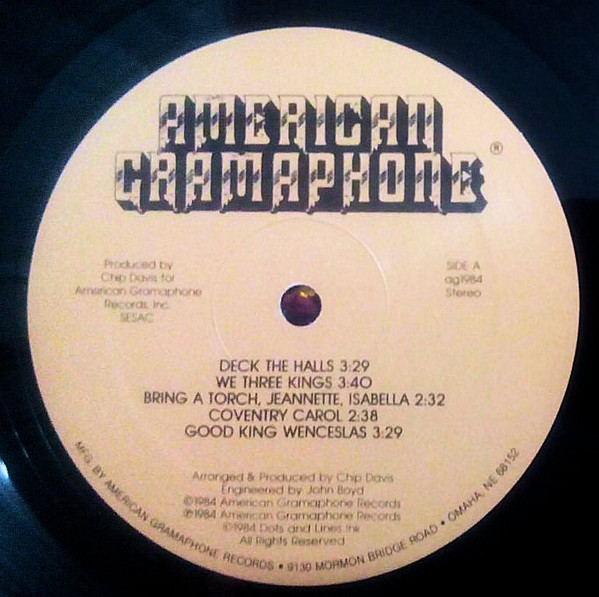 AMERICAN
GRAMAPHONE ®
Produced by
Chip Davis for
American Gramaphone
Records, Inc.
SESAC
SIDE A
ag1984
Stereo
DECK THE HALLS 3:29
WE THREE KINGS 3:40
BRING A TORCH, JEANNETTE, ISABELLA 2:32
COVENTRY CAROL 2:38
GOOD KING WENCESLAS 3:29
Arranged & Produced by Chip Davis
Engineered by John Boyd
©1984 American Gramaphone Records
℗1984 American Gramaphone Records
©1984 Dots and Lines Ink
All Rights Reserved
MFG. BY AMERICAN GRAMAPHONE RECORDS • 9130 MORMON BRIDGE ROAD • OMAHA, NE 68152